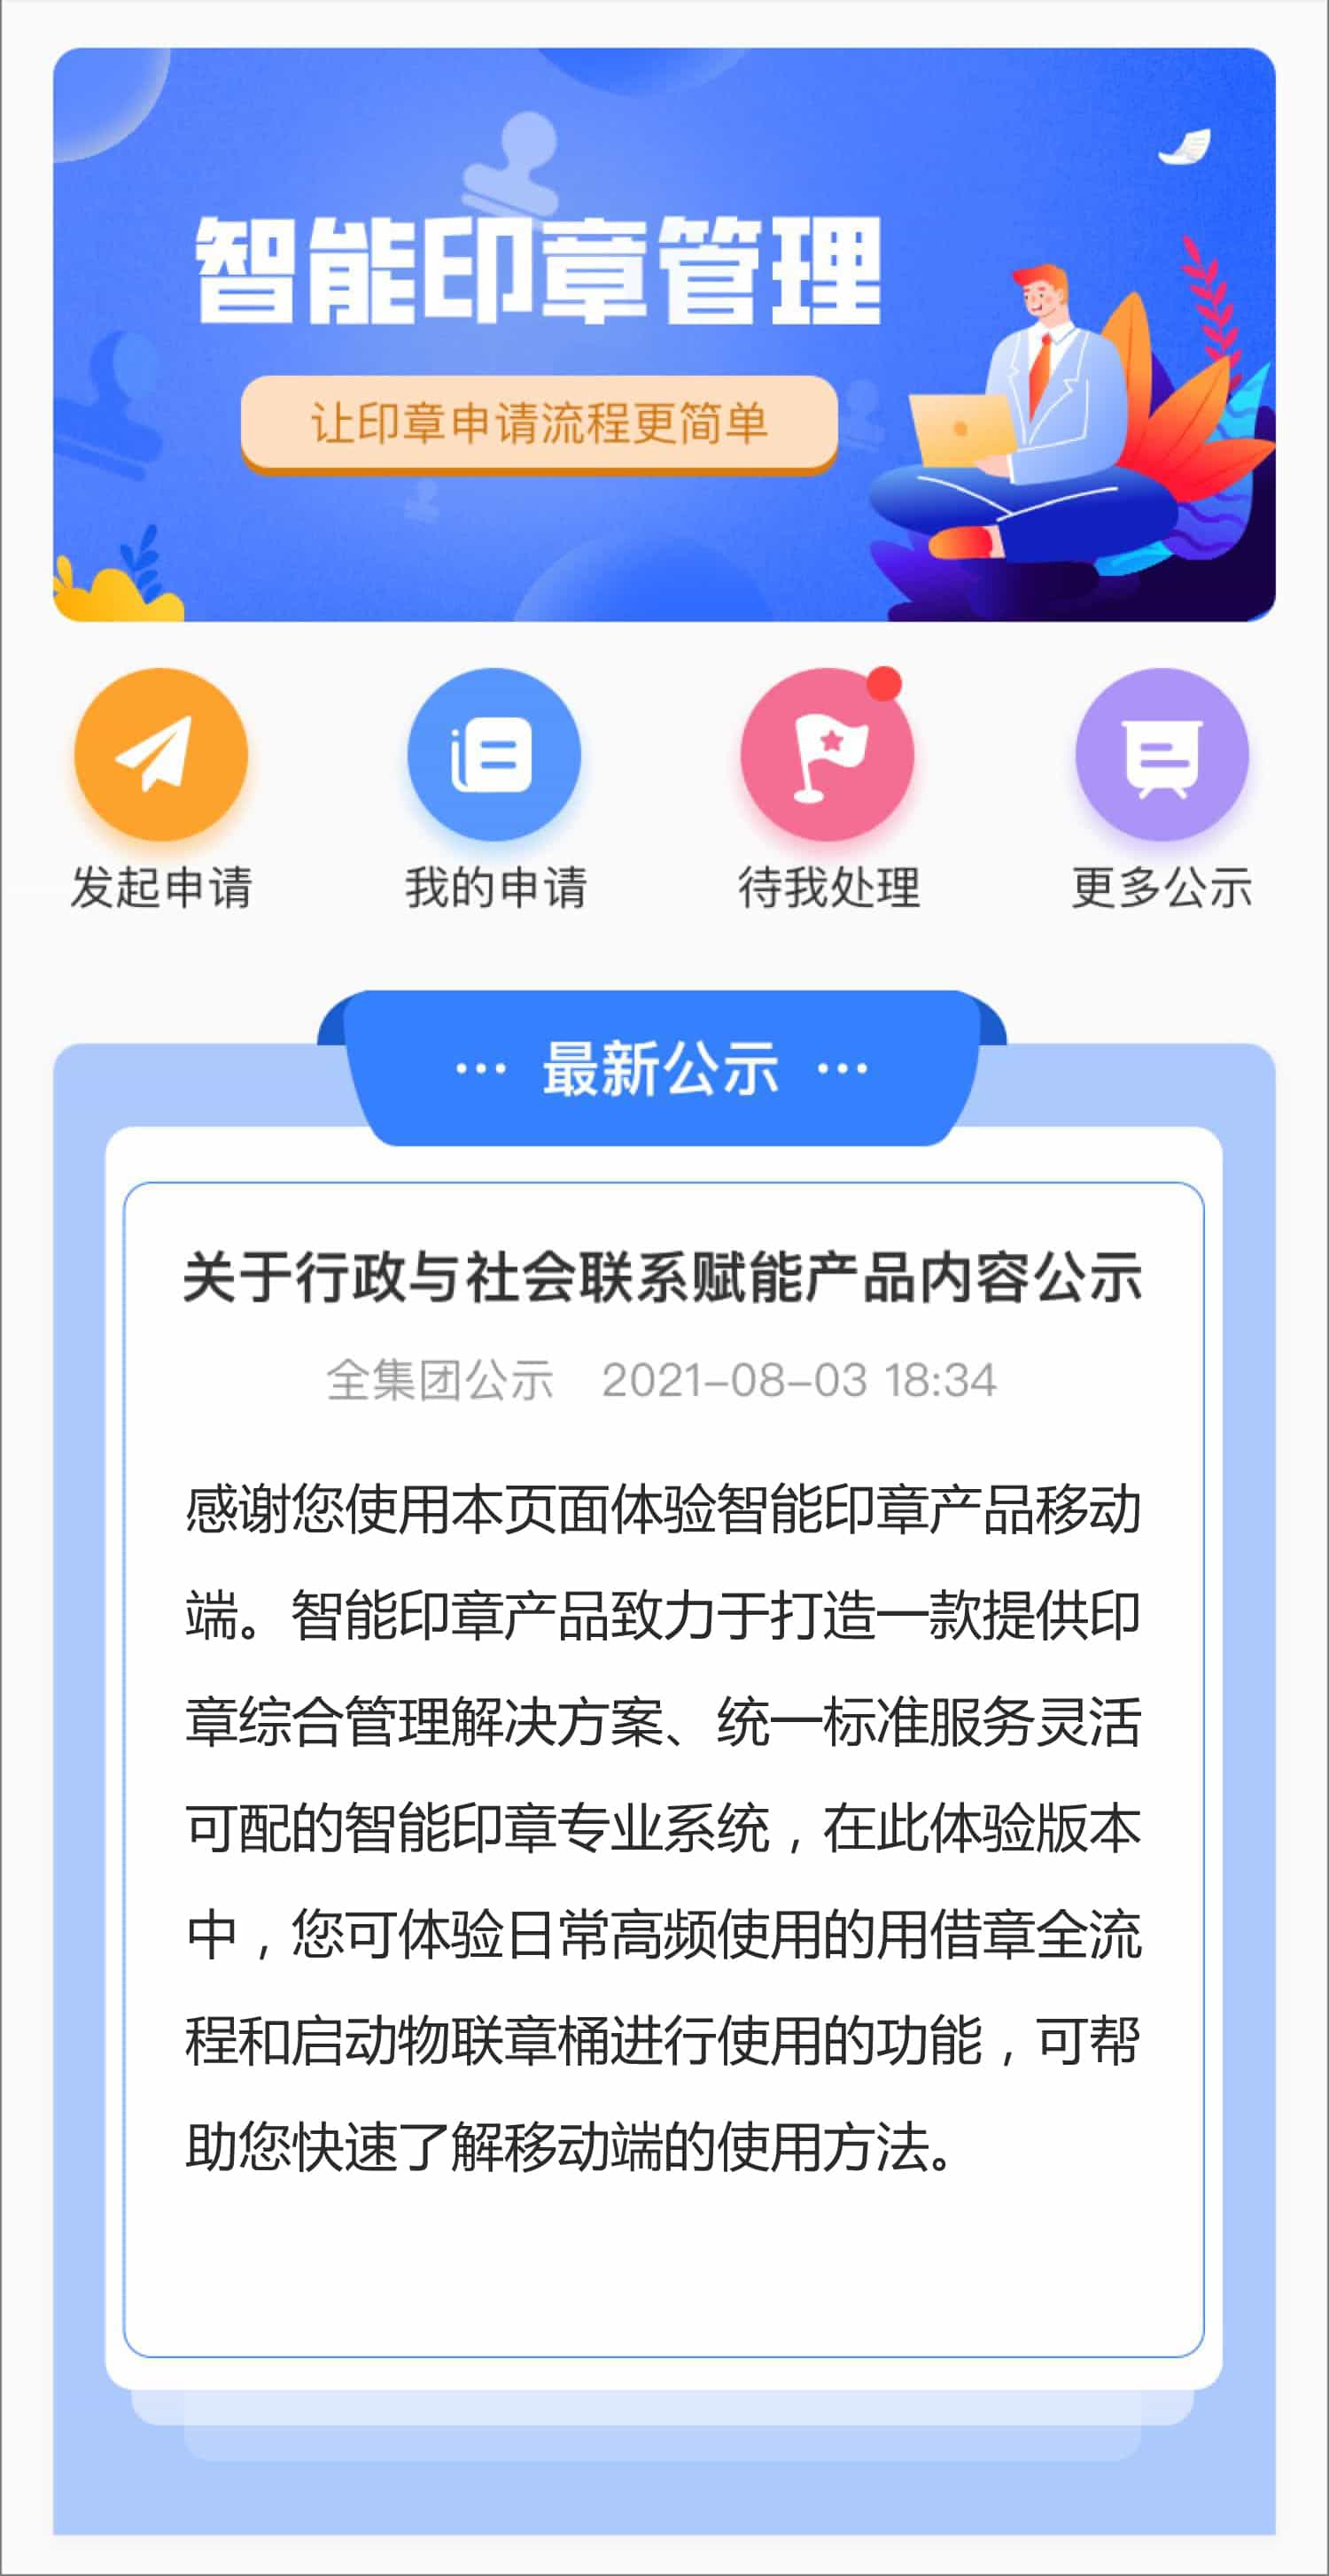 智能印章管理
让印章申请流程更简单
发起申请
我的申请
待我处理
更多公示
··· 最新公示 ···
关于行政与社会联系赋能产品内容公示
全集团公示 2021-08-03 18:34
感谢您使用本页面体验智能印章产品移动
端。智能印章产品致力于打造一款提供印
章综合管理解决方案、统一标准服务灵活
可配的智能印章专业系统，在此体验版本
中，您可体验日常高频使用的用借章全流
程和启动物联章桶进行使用的功能，可帮
助您快速了解移动端的使用方法。